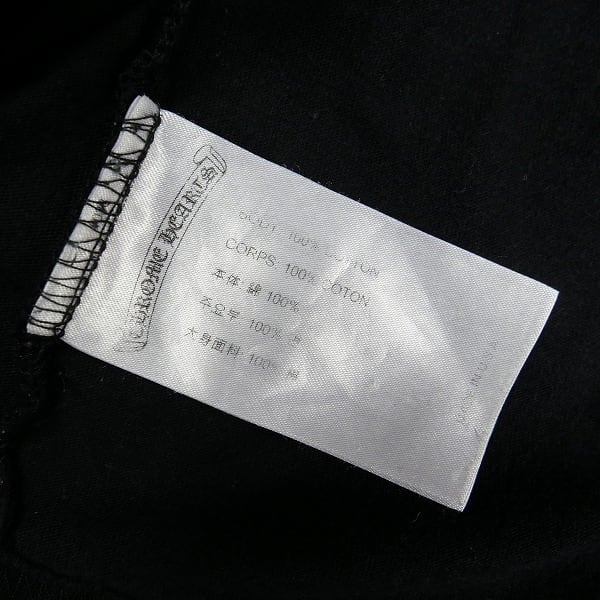 CHROME HEARTS
BODY 100% COTTON
CORPS 100% COTON
本体 綿 100%
주요부 100% 면
大身面料 100% 棉